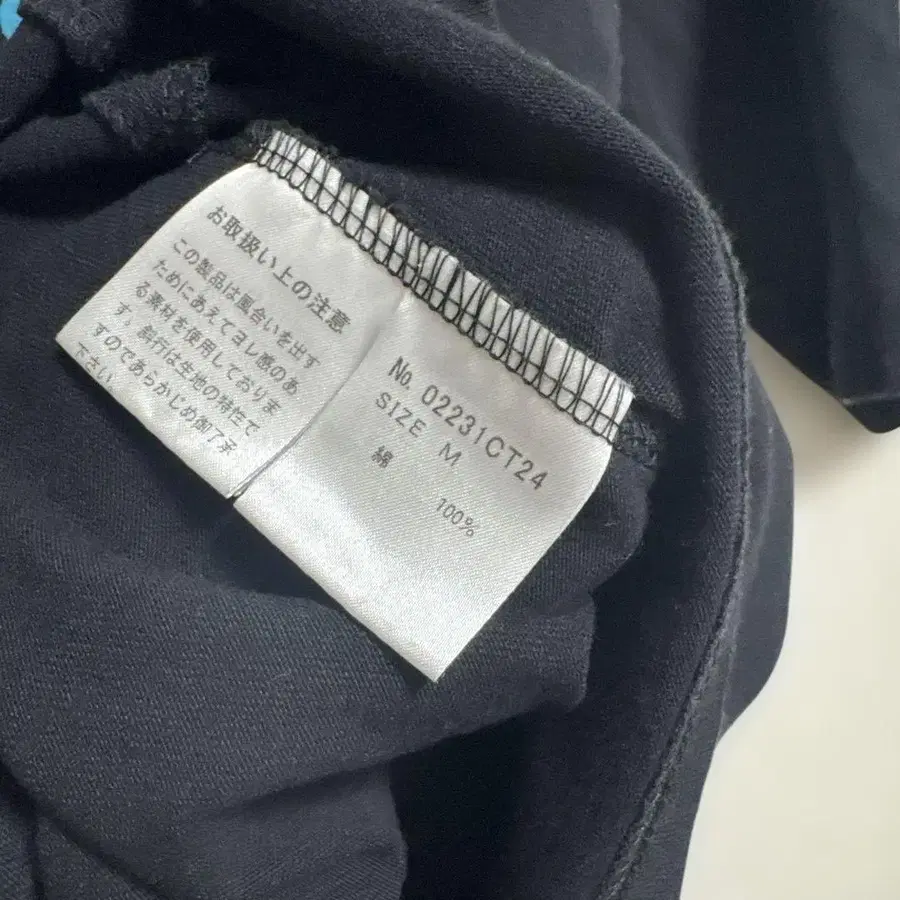 お取扱い上の注意
この製品は風合いを出す
ためにあえてヨレ感のあ
る素材を使用しておりま
す。斜行は生地の特性で
すのであらかじめ御了承
下さい。
No. 02231CT24
SIZE M
綿 100%